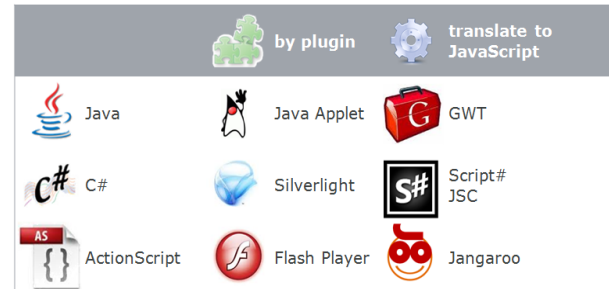 by plugin
translate to
JavaScript
Java
Java Applet
G
GWT
C#
C#
Silverlight
S#
Script#
JSC
AS
{}
ActionScript
f
Flash Player
Jangaroo